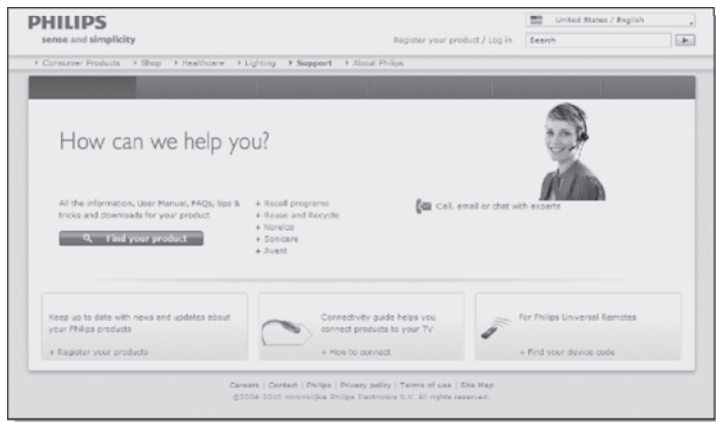 PHILIPS
sense and simplicity
United States / English
Register your product / Log in
Search
Consumer Products
Shop
Healthcare
Lighting
Support
About Philips
How can we help you?
All the information, User Manual, FAQs, tips &
tricks and downloads for your product
Find your product
+ Recall programs
+ Reuse and Recycle
+ Norelco
+ Sonicare
+ Avent
Call, email or chat with experts
Keep up to date with news and updates about
your Philips products
+ Register your products
Connectivity guide helps you
connect products to your TV
+ How to connect
For Philips Universal Remotes
+ Find your device code
Careers | Contact | Philips | Privacy policy | Terms of use | Site Map
©2004-2010 Koninklijke Philips Electronics N.V. All rights reserved.